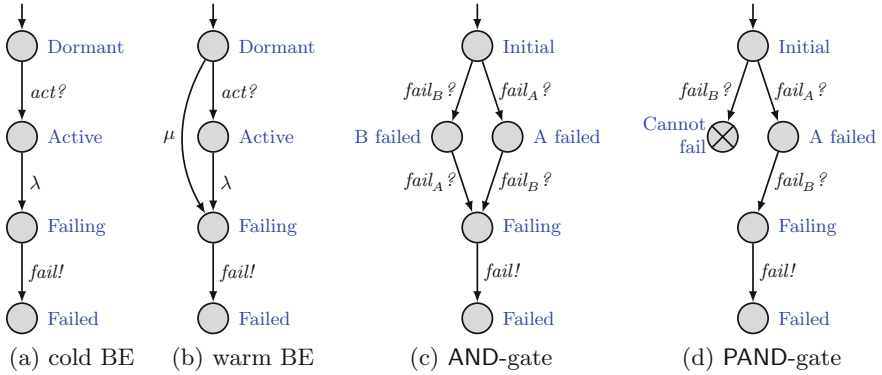 Dormant
act?
Active
λ
Failing
fail!
Failed
(a) cold BE
Dormant
act?
μ
Active
λ
Failing
fail!
Failed
(b) warm BE
Initial
fail_B?
fail_A?
B failed
A failed
fail_A?
fail_B?
Failing
fail!
Failed
(c) AND-gate
Initial
fail_B?
fail_A?
Cannot
fail
A failed
fail_B?
Failing
fail!
Failed
(d) PAND-gate